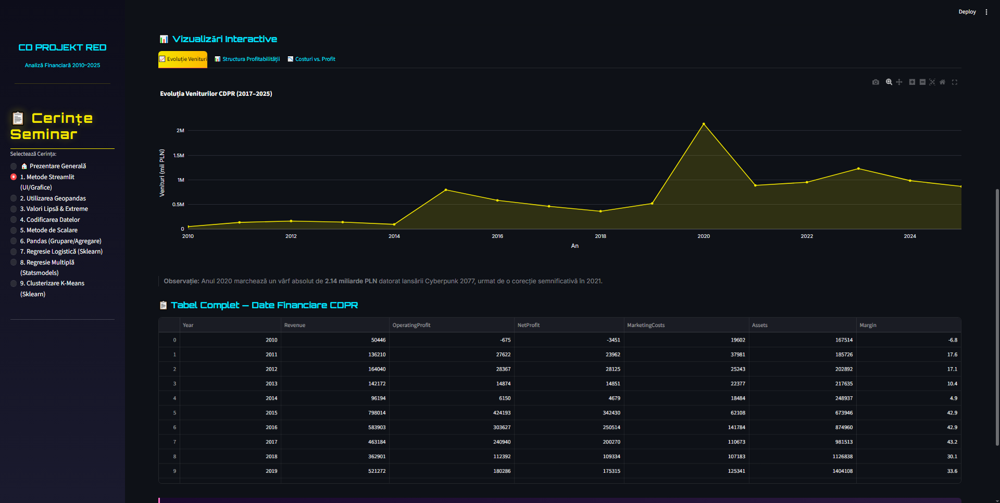 Deploy
CD PROJEKT RED
Analiză Financiară 2010–2025
Cerințe
Seminar
Selectează Cerința:
Prezentare Generală
1. Metode Streamlit
(UI/Grafice)
2. Utilizarea Geopandas
3. Valori Lipsă & Extreme
4. Codificarea Datelor
5. Metode de Scalare
6. Pandas (Grupare/Agregare)
7. Regresie Logistică (Sklearn)
8. Regresie Multiplă
(Statsmodels)
9. Clusterizare K-Means
(Sklearn)
Vizualizări Interactive
Evoluție Venituri Structura Profitabilității Costuri vs. Profit
Evoluția Veniturilor CDPR (2017–2025)
Venituri (mii PLN)
2M
1.5M
1M
0.5M
0
2010 2012 2014 2016 2018 2020 2022 2024
An
Observație: Anul 2020 marchează un vârf absolut de 2.14 miliarde PLN datorat lansării Cyberpunk 2077, urmat de o corecție semnificativă în 2021.
Tabel Complet — Date Financiare CDPR
Year Revenue OperatingProfit NetProfit MarketingCosts Assets Margin
0 2010 50446 -675 -3451 19602 167514 -6.8
1 2011 136210 27622 23962 37981 185726 17.6
2 2012 164040 28367 28125 25243 202892 17.1
3 2013 142172 14874 14851 22377 217635 10.4
4 2014 96194 6150 4679 18484 248937 4.9
5 2015 798014 424193 342430 62108 673946 42.9
6 2016 583903 303627 250514 141784 874960 42.9
7 2017 463184 240940 200270 110673 981513 43.2
8 2018 362901 112392 109334 107183 1126838 30.1
9 2019 521272 180286 175315 125341 1404108 33.6